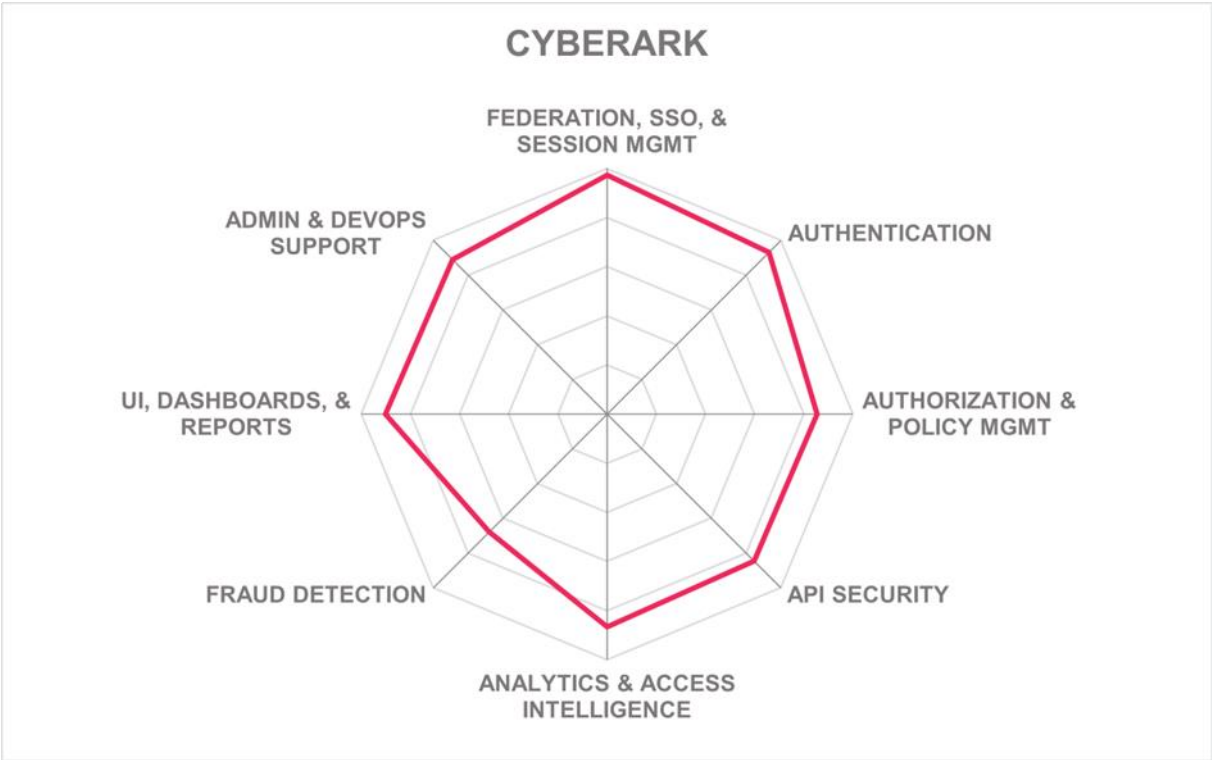 CYBERARK
FEDERATION, SSO, &
SESSION MGMT
ADMIN & DEVOPS
SUPPORT
AUTHENTICATION
UI, DASHBOARDS, &
REPORTS
AUTHORIZATION &
POLICY MGMT
FRAUD DETECTION
API SECURITY
ANALYTICS & ACCESS
INTELLIGENCE